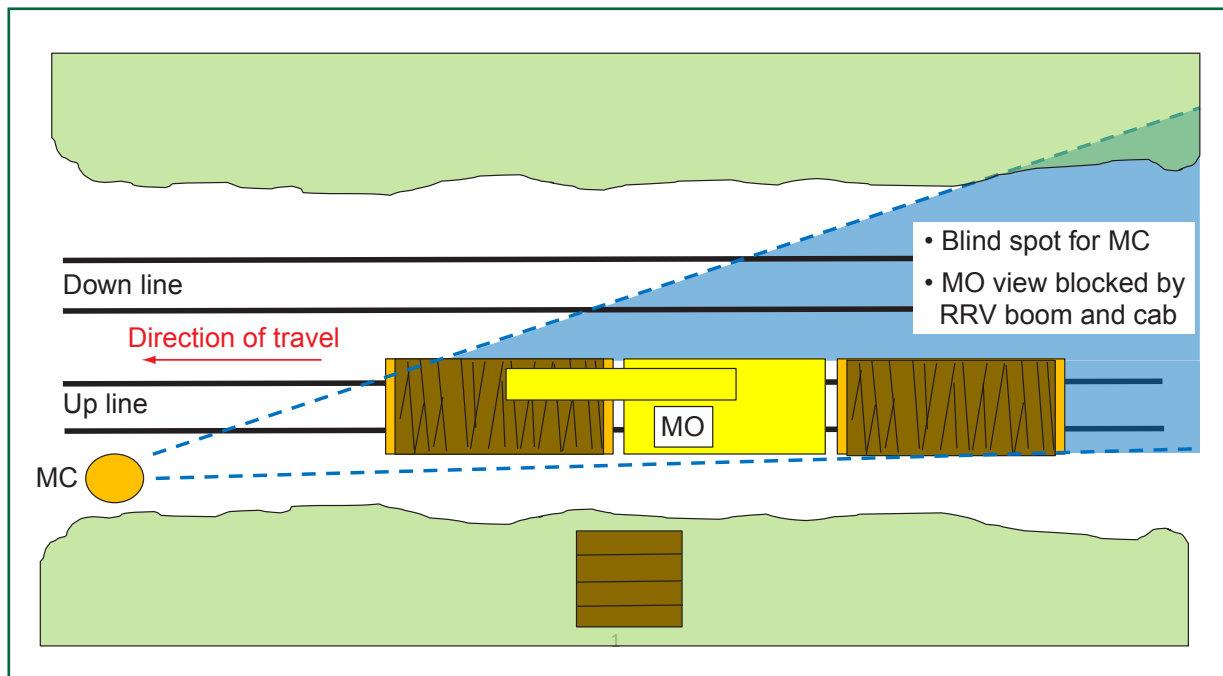 • Blind spot for MC
• MO view blocked by
RRV boom and cab
Down line
Direction of travel
Up line
MO
MC
1